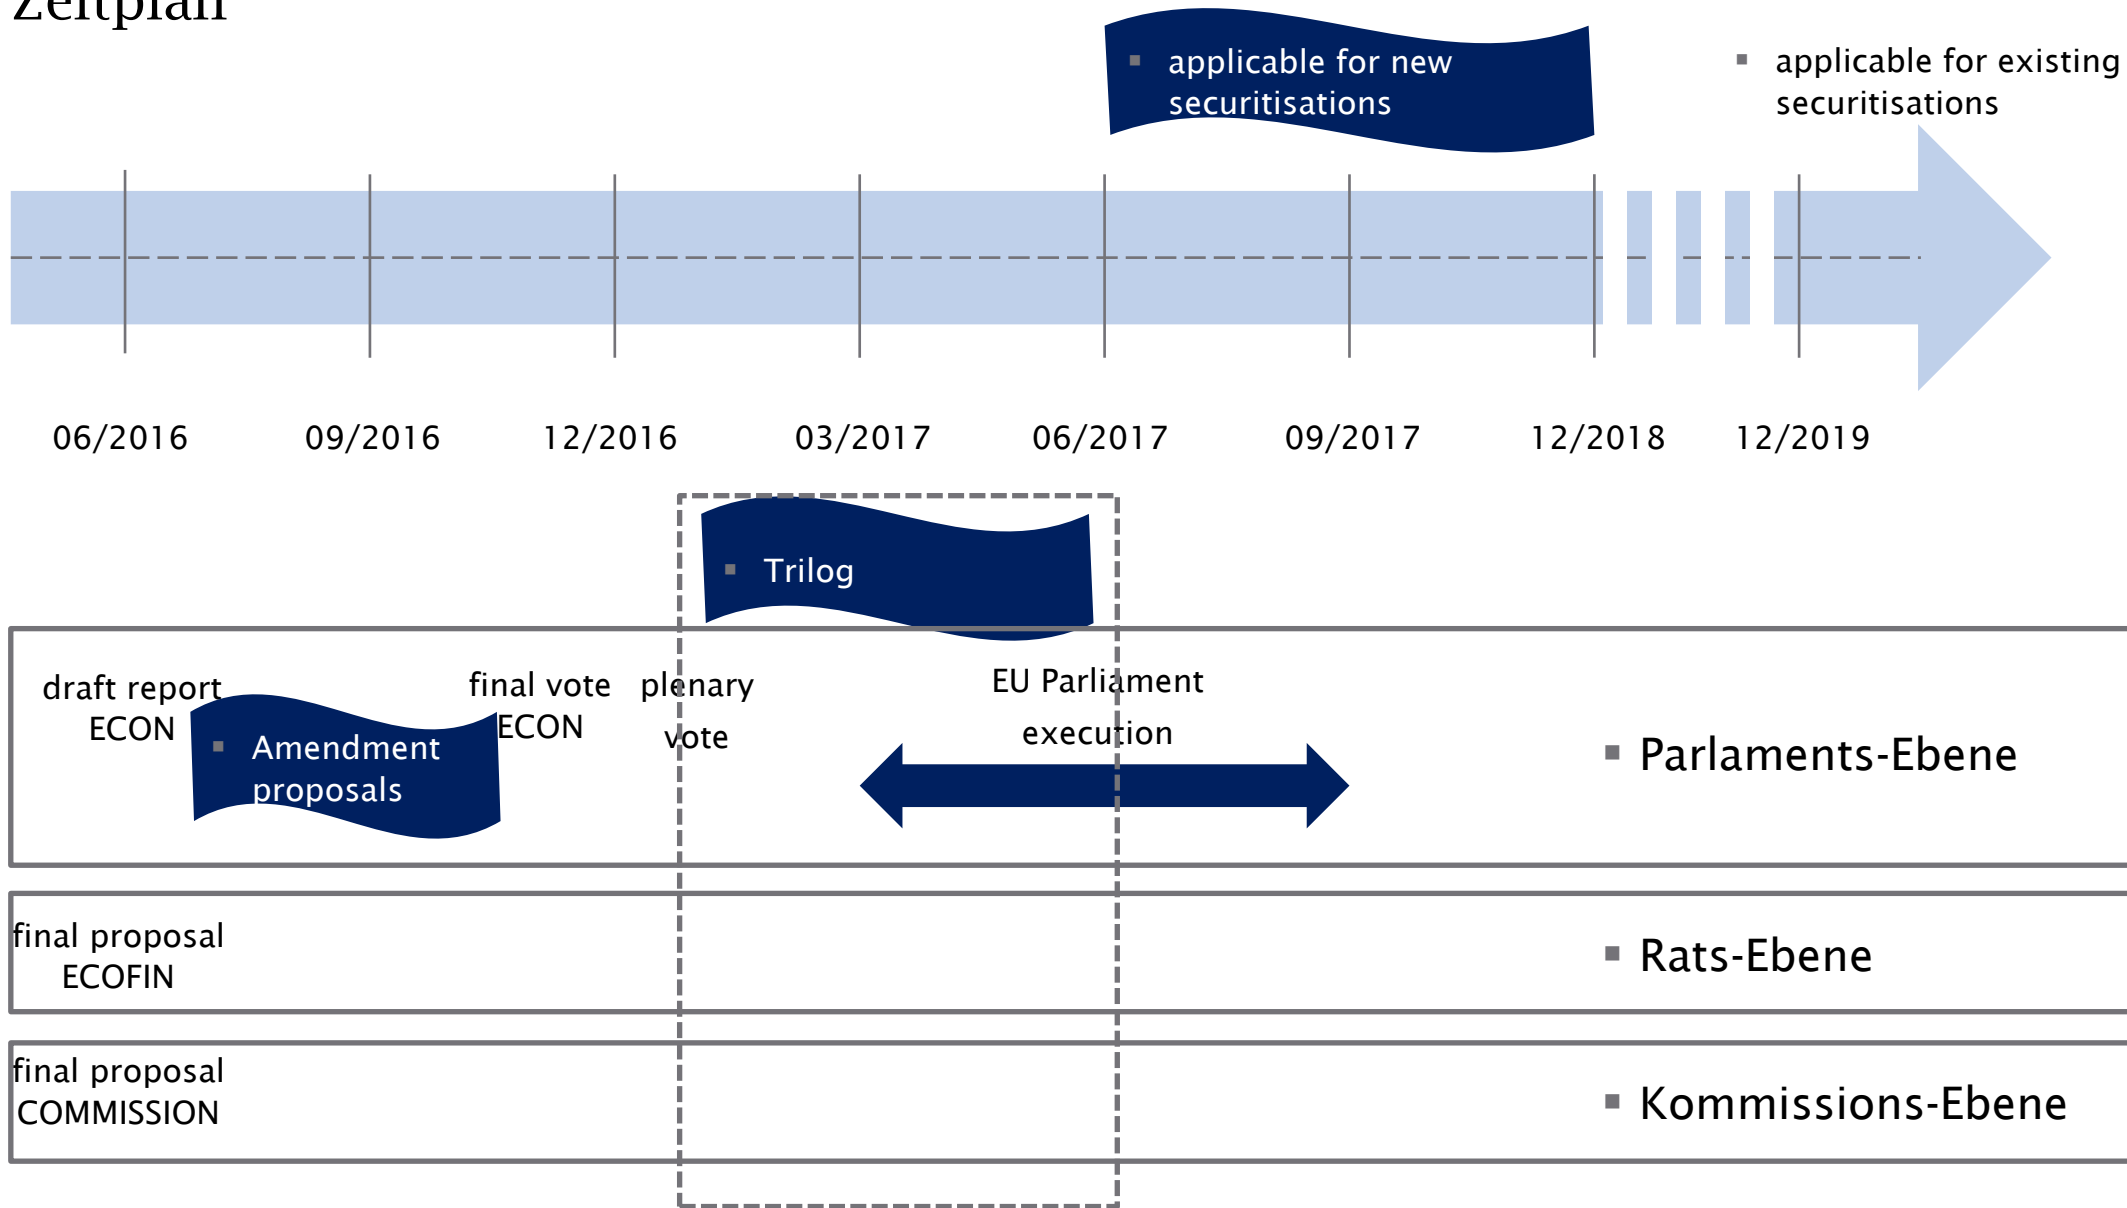 Zeitplan
▪ applicable for new
securitisations
▪ applicable for existing
securitisations
06/2016 09/2016 12/2016 03/2017 06/2017 09/2017 12/2018 12/2019
▪ Trilog
draft report
ECON
▪ Amendment
proposals
final vote
ECON
plenary
vote
EU Parliament
execution
▪ Parlaments-Ebene
final proposal
ECOFIN
▪ Rats-Ebene
final proposal
COMMISSION
▪ Kommissions-Ebene